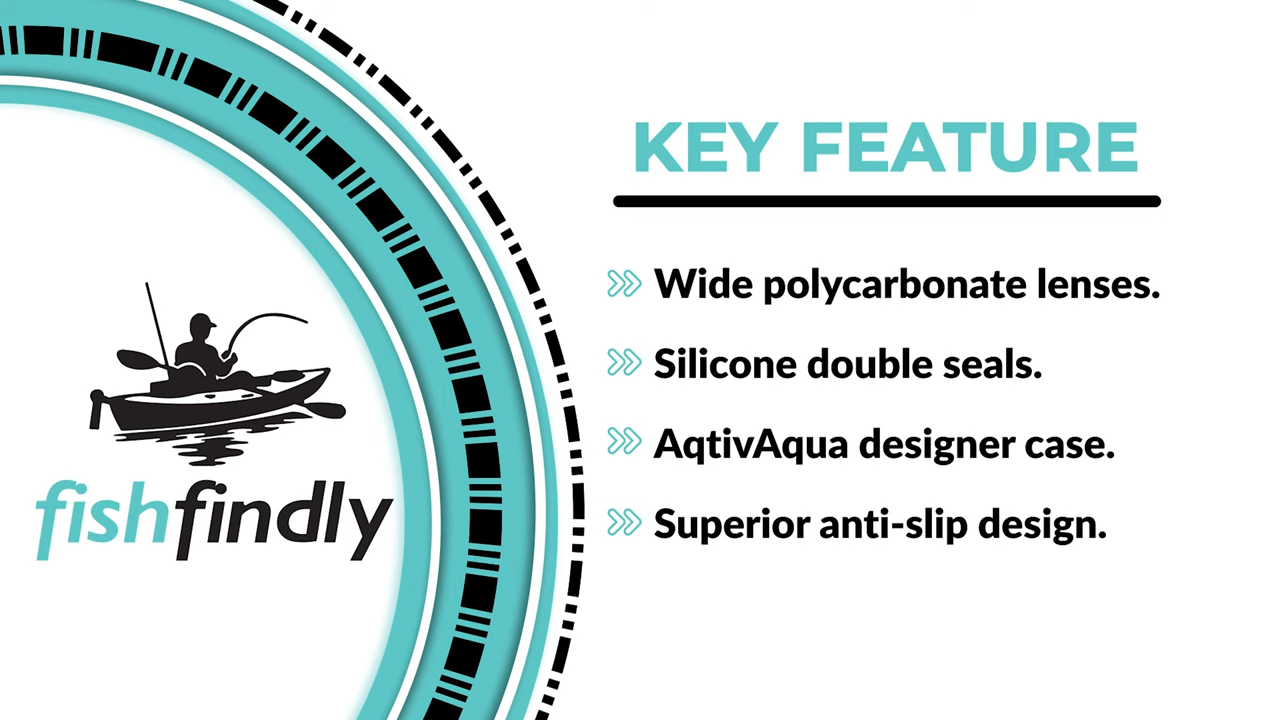 KEY FEATURE
Wide polycarbonate lenses.
Silicone double seals.
AqtivAqua designer case.
Superior anti-slip design.
fishfindly